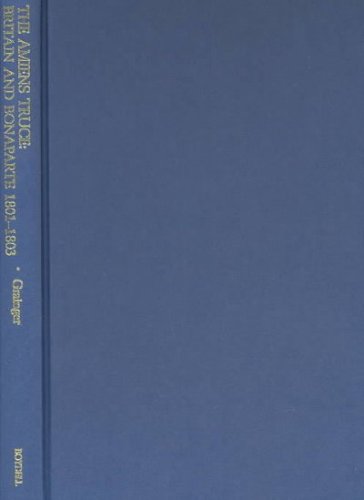 THE AMIENS TRUCE:
BRITAIN AND BONAPARTE 1801–1803 • Grainger
BOYDELL